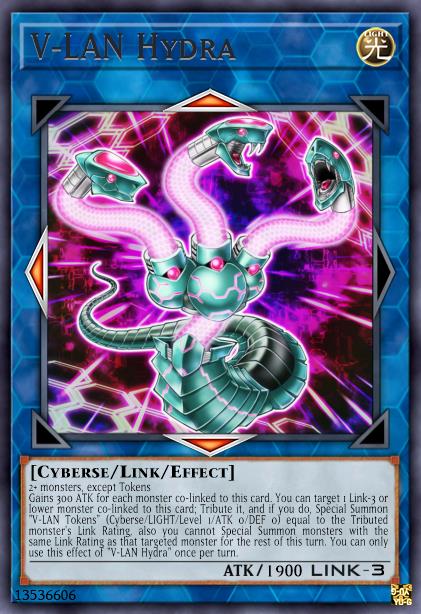 V-LAN HYDRA
LIGHT
光
[CYBERSE/LINK/EFFECT]
2+ monsters, except Tokens
Gains 300 ATK for each monster co-linked to this card. You can target 1 Link-3 or
lower monster co-linked to this card; Tribute it, and if you do, Special Summon
"V-LAN Tokens" (Cyberse/LIGHT/Level 1/ATK 0/DEF 0) equal to the Tributed
monster's Link Rating, also you cannot Special Summon monsters with the
same Link Rating as that targeted monster for the rest of this turn. You can only
use this effect of "V-LAN Hydra" once per turn.
ATK/1900 LINK-3
13536606